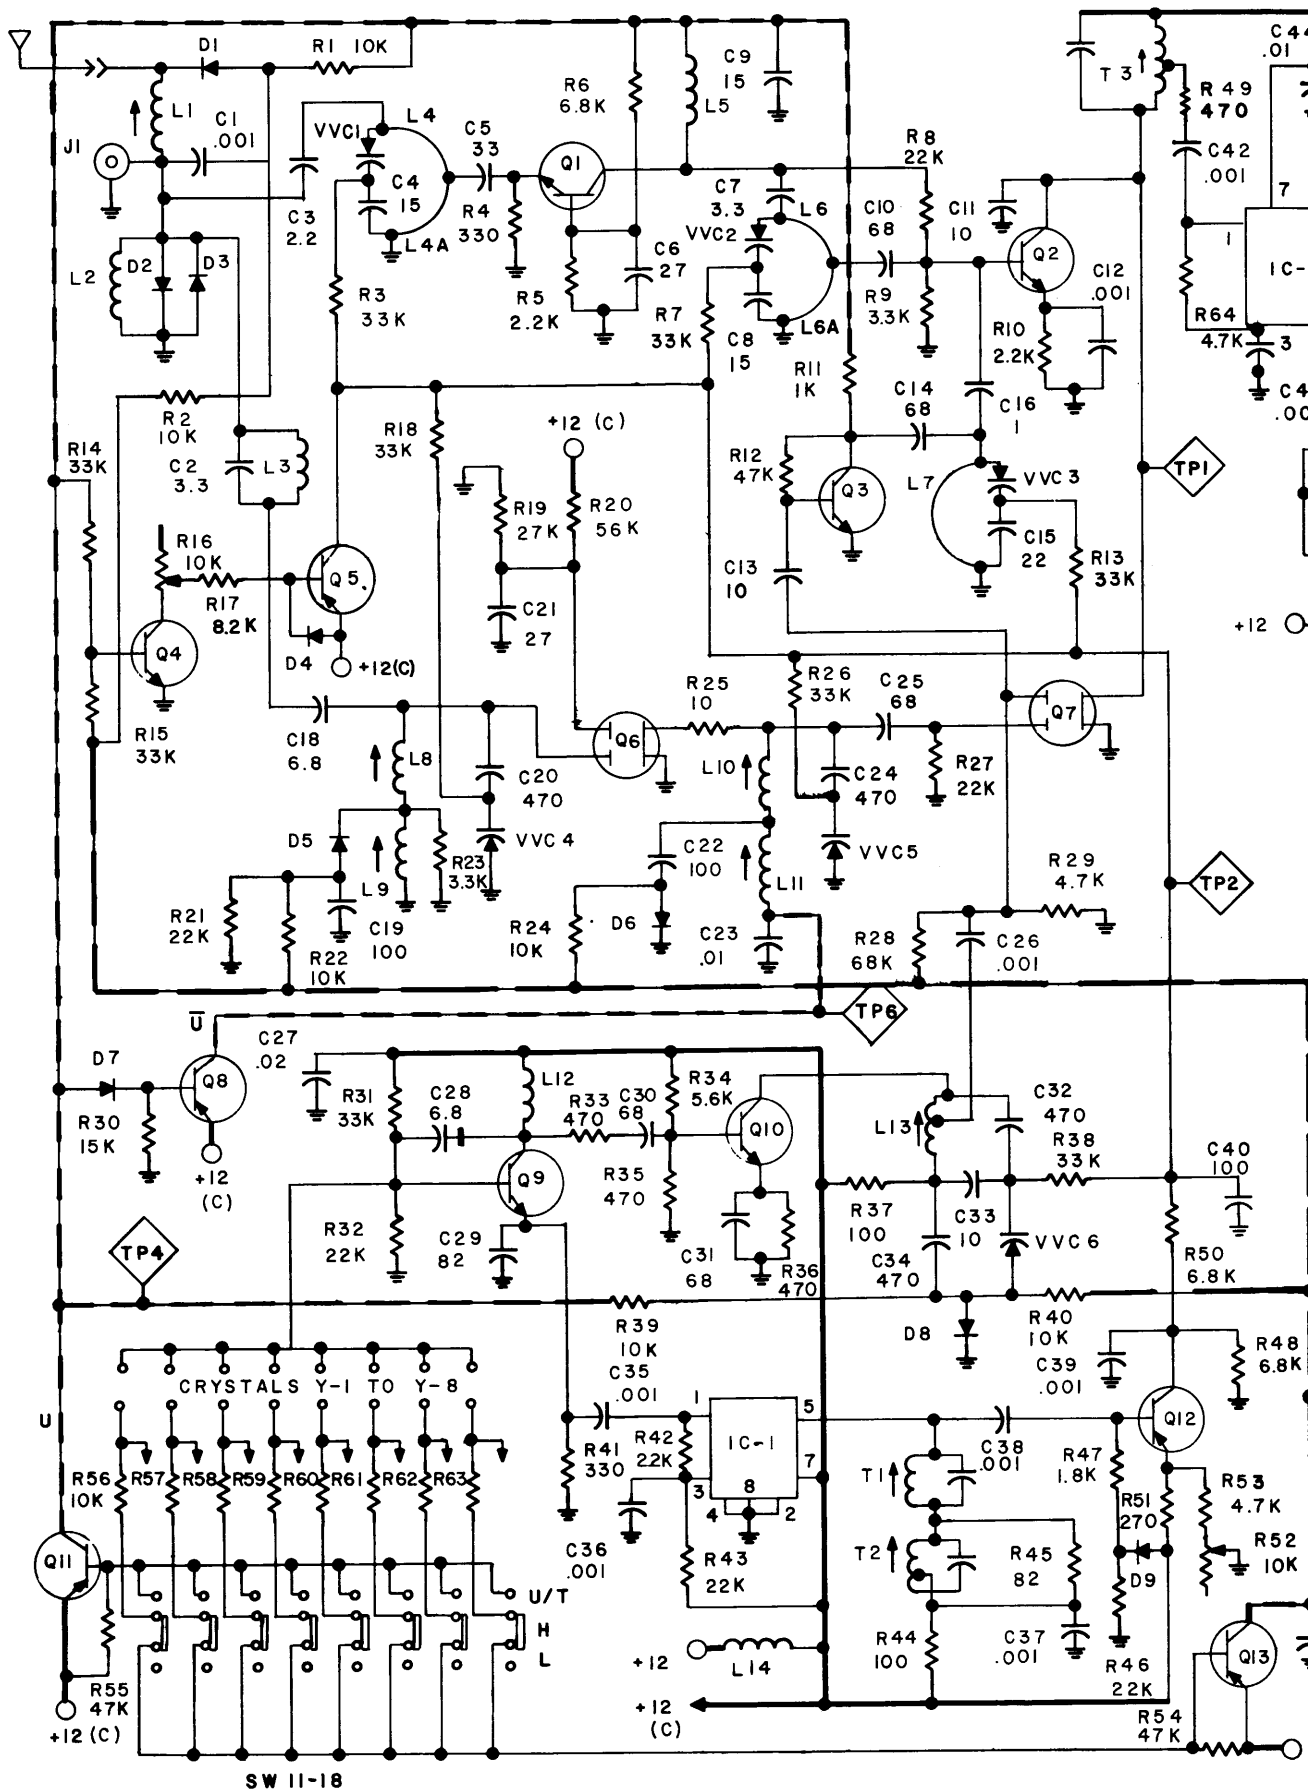 D1
R1 10K
C9
15
R6
6.8K
L5
C44
.01
T3
R49
470
L1
C1
.001
J1
VVC1
L4
C5
33
Q1
R8
22K
C42
.001
7
C4
15
C7
3.3
L6
C10
68
C11
10
1
C3
2.2
R4
330
VVC2
Q2
L4A
C6
27
L2
D2
D3
C12
.001
IC-
R3
33K
R5
2.2K
R7
33K
R9
3.3K
L6A
C8
15
R10
2.2K
R64
4.7K
3
R11
1K
R2
10K
R18
33K
+12 (C)
C14
68
C16
1
C4
.00
R14
33K
C2
3.3
L3
R12
47K
L7
VVC3
TP1
Q3
R19
27K
R20
56K
R16
10K
C15
22
R13
33K
Q5
C13
10
R17
8.2K
C21
27
+12
Q4
D4
+12(C)
R26
33K
R25
10
C25
68
Q7
R15
33K
C18
6.8
Q6
L8
C20
470
L10
C24
470
R27
22K
D5
VVC4
C22
100
VVC5
L9
R23
3.3K
L11
R29
4.7K
TP2
R21
22K
C19
100
R24
10K
D6
C23
.01
R28
68K
C26
.001
R22
10K
TP6
U
C27
.02
D7
Q8
L12
R34
5.6K
C32
470
R31
33K
C28
6.8
R33
470
C30
68
Q10
L13
R30
15K
R38
33K
C40
100
+12
(C)
Q9
R35
470
R37
100
C33
10
VVC6
TP4
R32
22K
C29
82
C31
68
R36
470
C34
470
R50
6.8K
R39
10K
D8
R40
10K
R48
6.8K
C39
.001
CRYSTALS Y-1 TO Y-8
C35
.001
U
1
5
Q12
IC-1
R41
330
R42
2.2K
7
C38
.001
R47
1.8K
R56
10K
R57
R58
R59
R60
R61
R62
R63
3
8
4
2
T1
R51
270
R53
4.7K
Q11
C36
.001
R43
22K
T2
R45
82
D9
R52
10K
U/T
H
L
+12
L14
R44
100
C37
.001
R46
22K
Q13
R55
47K
+12 (C)
+12
(C)
R54
47K
SW 11-18